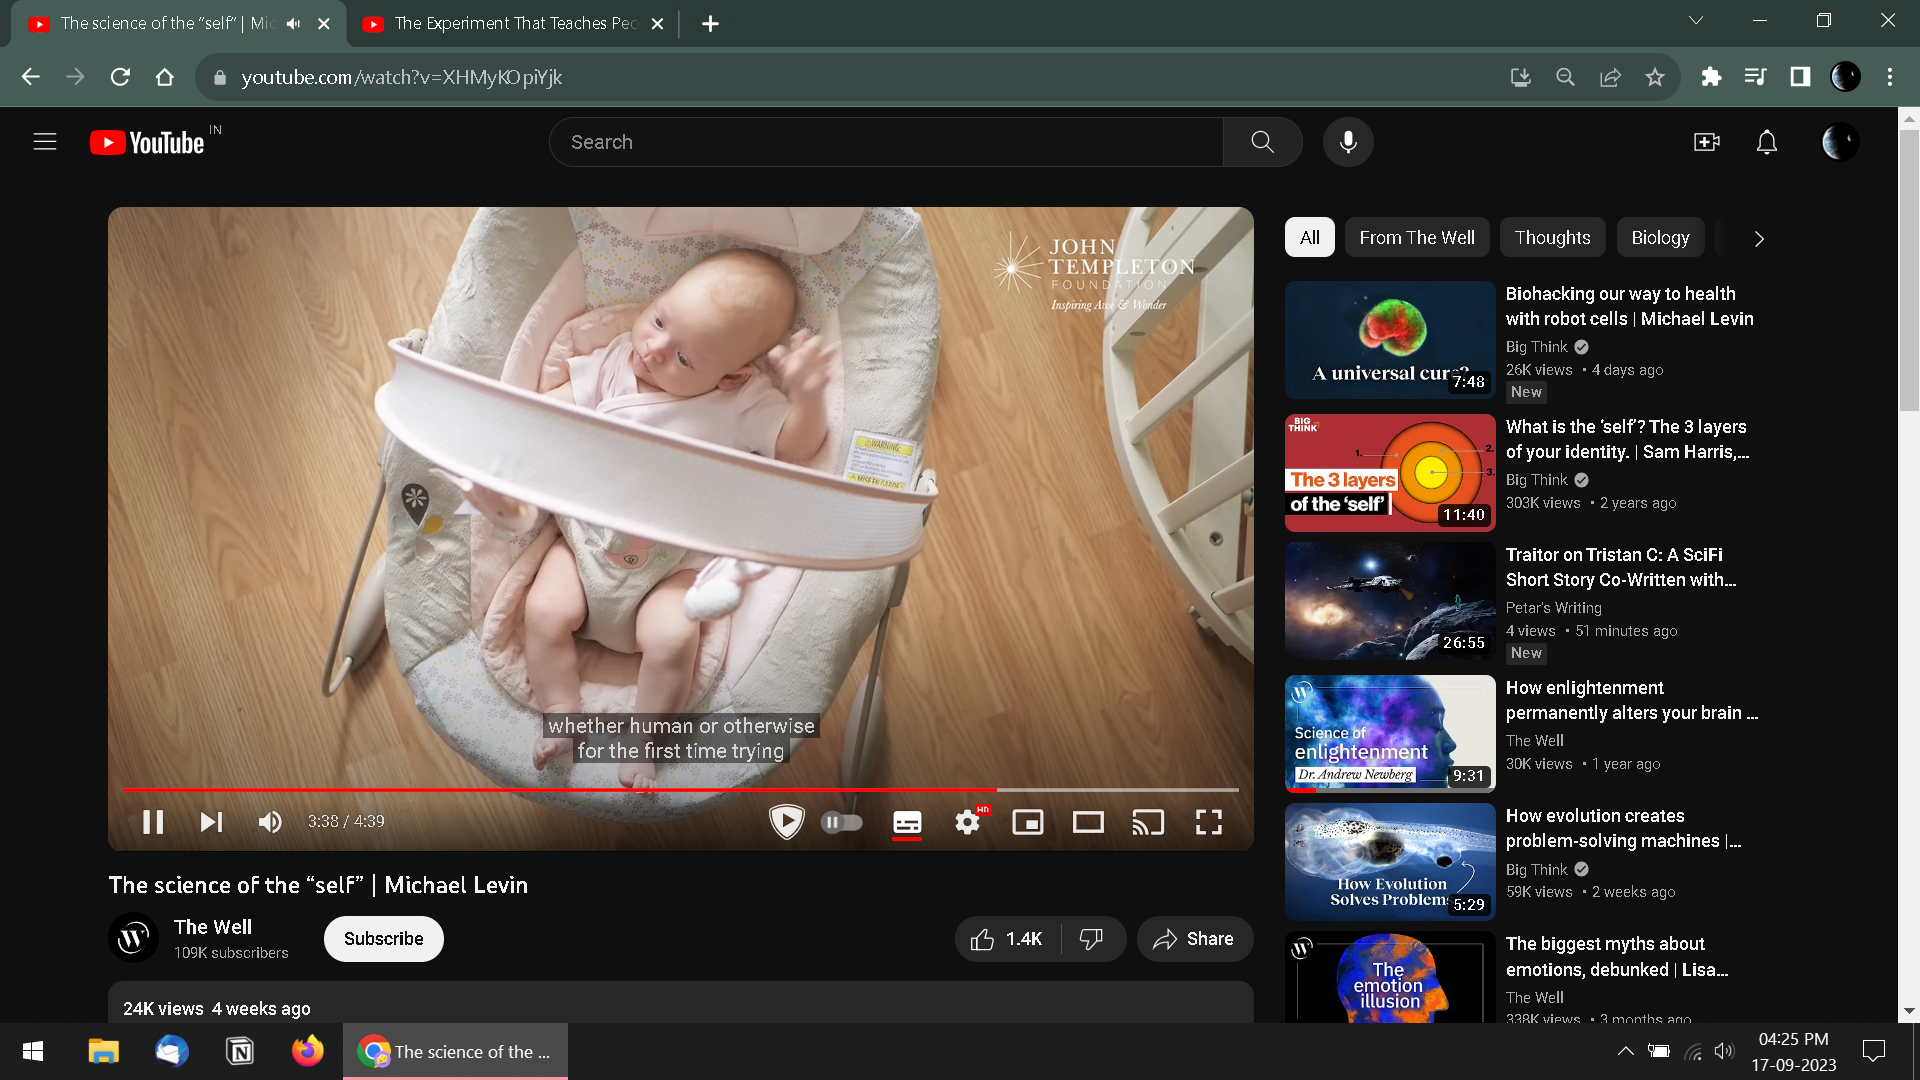 The science of the “self” | Mic
The Experiment That Teaches Peo
youtube.com/watch?v=XHMyKOpiYjk
YouTube IN
Search
JOHN
TEMPLETON
FOUNDATION
Inspiring Awe & Wonder
WARNING
MISE EN GARDE
whether human or otherwise
for the first time trying
3:38 / 4:39
HD
The science of the “self” | Michael Levin
The Well
109K subscribers
Subscribe
1.4K
Share
24K views 4 weeks ago
All
From The Well
Thoughts
Biology
A universal cure?
7:48
Biohacking our way to health
with robot cells | Michael Levin
Big Think
26K views • 4 days ago
New
BIG
THINK
1.
2.
3.
The 3 layers
of the ‘self’
11:40
What is the ‘self’? The 3 layers
of your identity. | Sam Harris,...
Big Think
303K views • 2 years ago
26:55
Traitor on Tristan C: A SciFi
Short Story Co-Written with...
Petar's Writing
4 views • 51 minutes ago
New
W
Science of
enlightenment
Dr. Andrew Newberg
9:31
How enlightenment
permanently alters your brain ...
The Well
30K views • 1 year ago
How Evolution
Solves Problems
5:29
How evolution creates
problem-solving machines |...
Big Think
59K views • 2 weeks ago
W
The
emotion
illusion
The biggest myths about
emotions, debunked | Lisa...
The Well
338K views • 3 months ago
The science of the ...
04:25 PM
17-09-2023